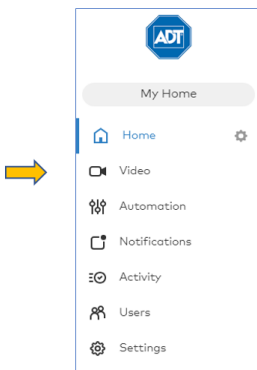 ADT
My Home
Home
Video
Automation
Notifications
Activity
Users
Settings